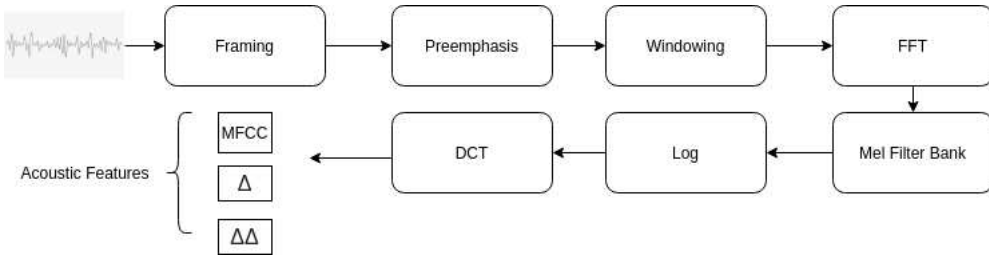 Framing
Preemphasis
Windowing
FFT
Mel Filter Bank
Log
DCT
MFCC
Δ
ΔΔ
Acoustic Features